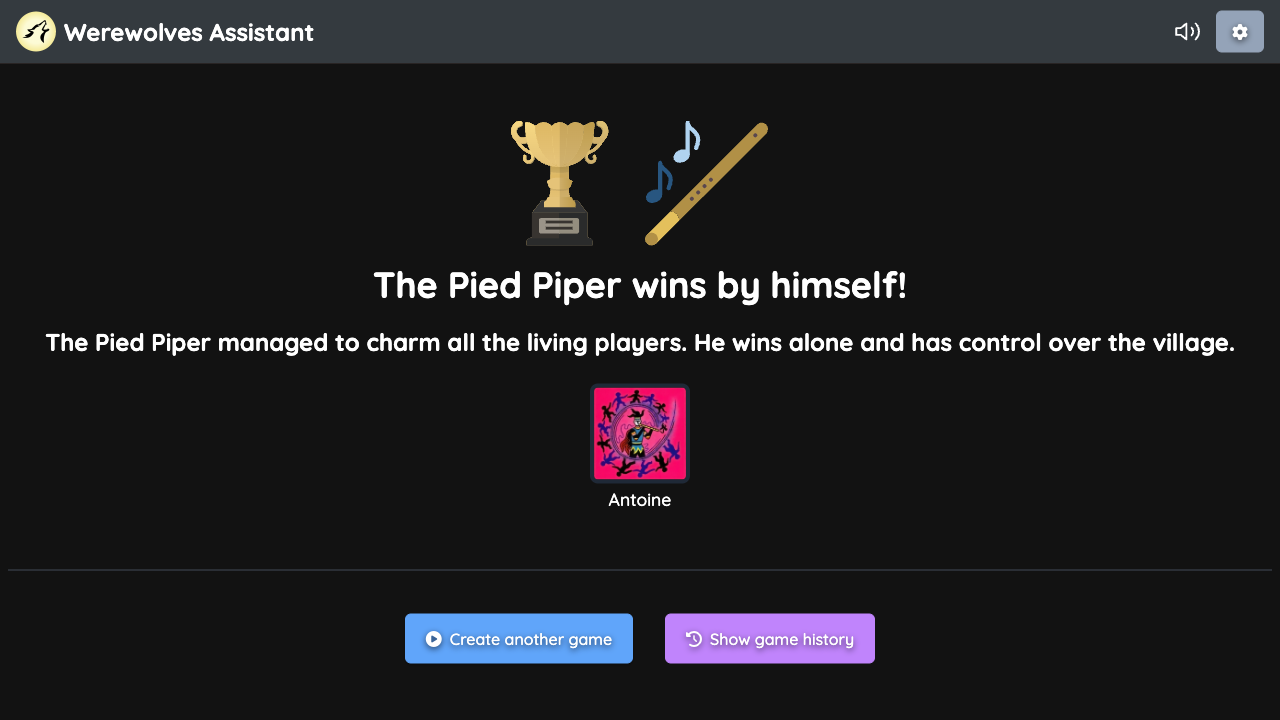 Werewolves Assistant
The Pied Piper wins by himself!
The Pied Piper managed to charm all the living players. He wins alone and has control over the village.
Antoine
Create another game
Show game history